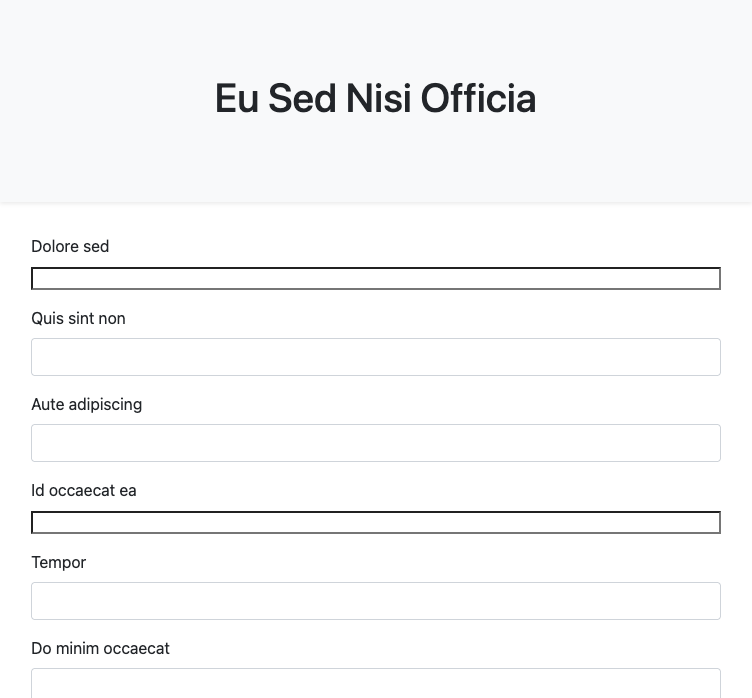 Eu Sed Nisi Officia
Dolore sed
Quis sint non
Aute adipiscing
Id occaecat ea
Tempor
Do minim occaecat